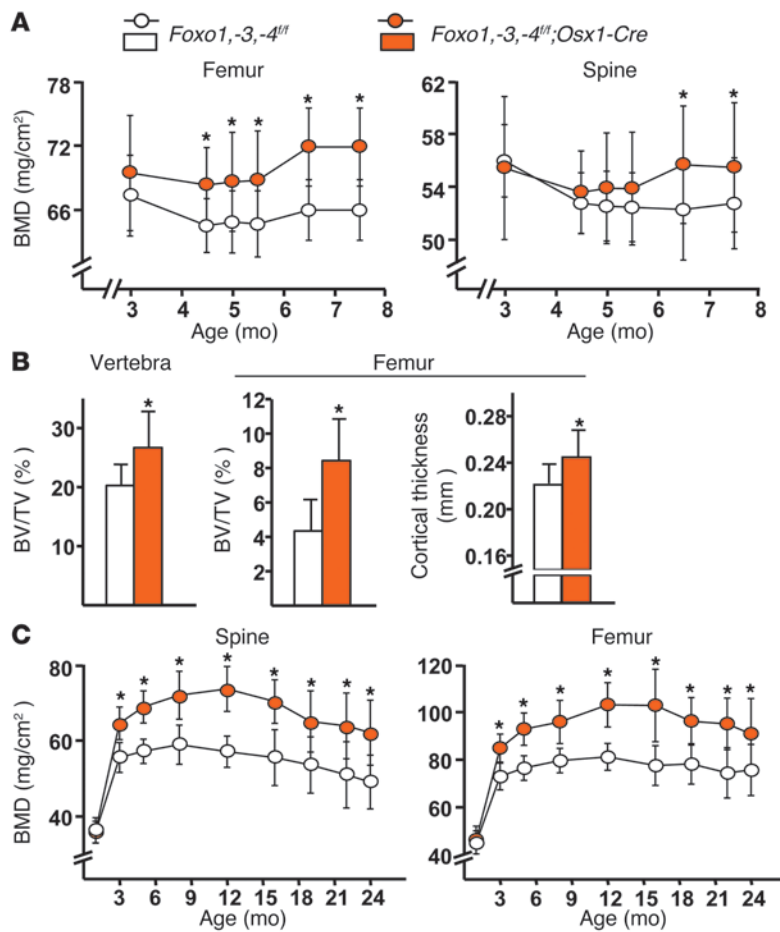 A
Foxo1,-3,-4f/f
Foxo1,-3,-4f/f;Osx1-Cre
Femur
Spine
BMD (mg/cm²)
78
72
66
* * * * *
3 4 5 6 7 8
Age (mo)
62
58
54
50
* *
3 4 5 6 7 8
Age (mo)
B
Vertebra
Femur
BV/TV (%)
30
20
10
*
BV/TV (%)
12
10
8
6
4
2
*
Cortical thickness
(mm)
0.28
0.24
0.20
0.16
*
C
Spine
Femur
BMD (mg/cm²)
80
60
40
* * * * * * * *
3 6 9 12 15 18 21 24
Age (mo)
120
100
80
60
40
* * * * * * * *
3 6 9 12 15 18 21 24
Age (mo)